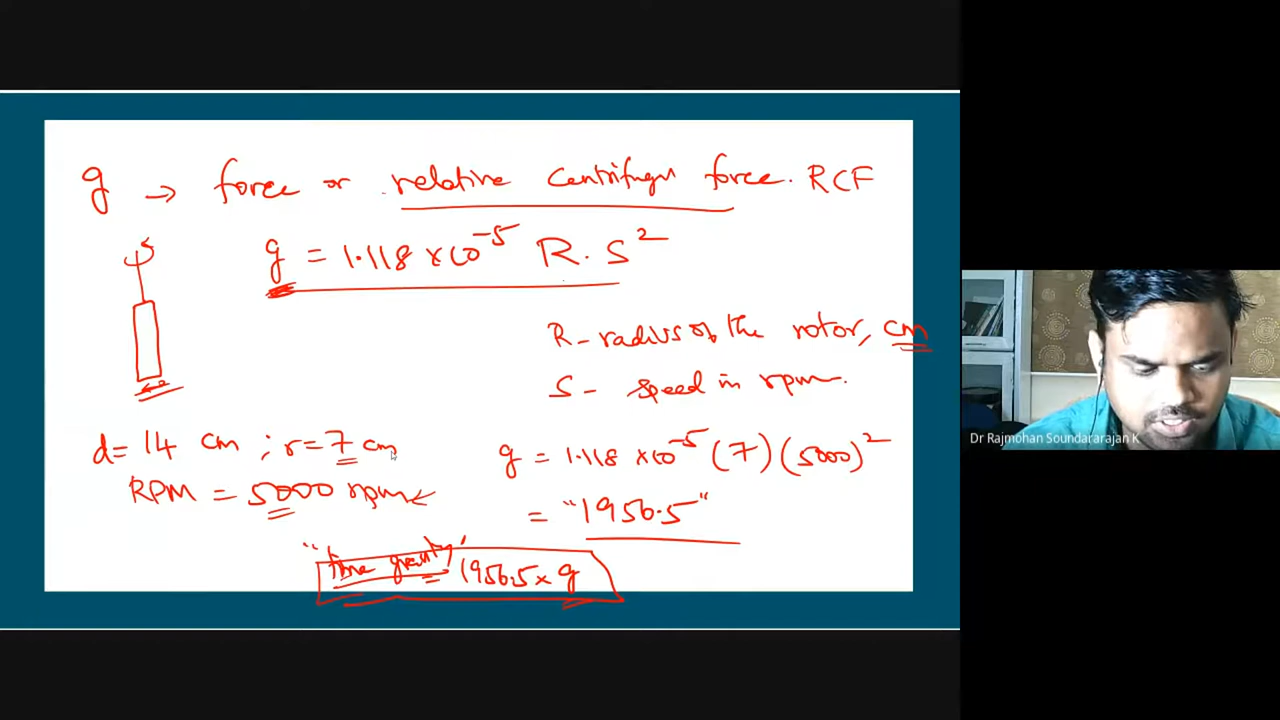 g → force or relative centrifugal force. RCF
g = 1.118 × 10⁻⁵ R. S²
R - radius of the rotor, cm
S - speed in rpm.
d = 14 cm ; r = 7 cm
RPM = 5000 rpm
g = 1.118 × 10⁻⁵ (7) (5000)²
= "1956.5"
"time gravity" 1956.5 × g
Dr Rajmohan Soundararajan K